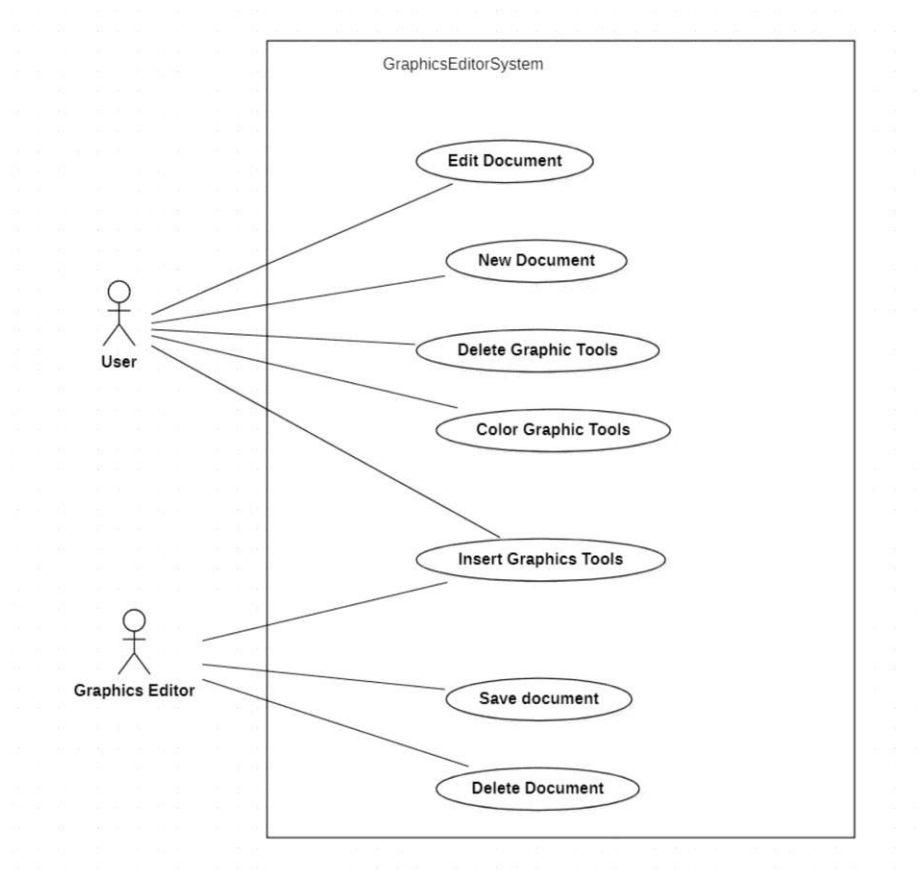 GraphicsEditorSystem
Edit Document
New Document
User
Delete Graphic Tools
Color Graphic Tools
Insert Graphics Tools
Graphics Editor
Save document
Delete Document